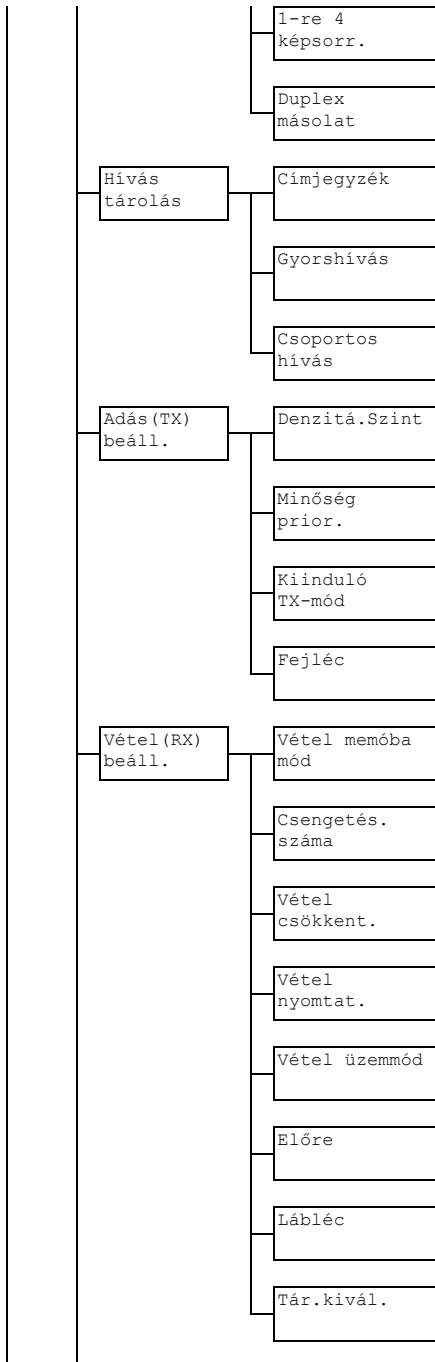 1-re 4
képsorr.
Duplex
másolat
Hívás
tárolás
Címjegyzék
Gyorshívás
Csoportos
hívás
Adás(TX)
beáll.
Denzitá.Szint
Minőség
prior.
Kiinduló
TX-mód
Fejléc
Vétel(RX)
beáll.
Vétel memóba
mód
Csengetés.
száma
Vétel
csökkent.
Vétel
nyomtat.
Vétel üzemmód
Előre
Lábléc
Tár.kivál.